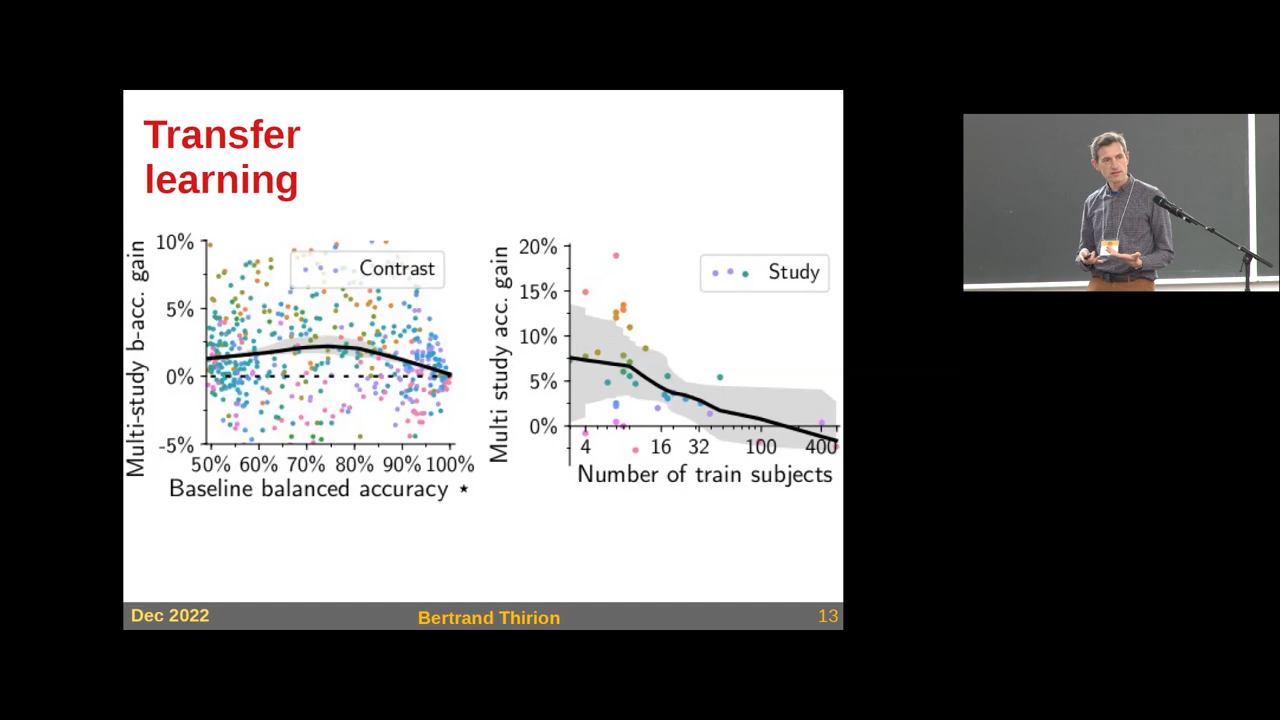 Transfer
learning
Multi-study b-acc. gain
10%
5%
0%
-5%
Contrast
50% 60% 70% 80% 90% 100%
Baseline balanced accuracy ★
Multi study acc. gain
20%
15%
10%
5%
0%
Study
4 16 32 100 400
Number of train subjects
Dec 2022
Bertrand Thirion
13